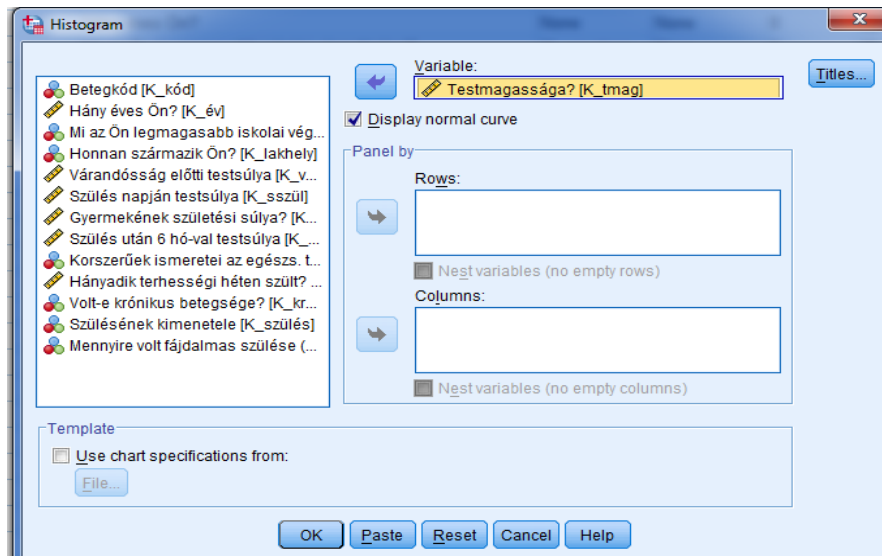 Histogram
Betegkód [K_kód]
Hány éves Ön? [K_év]
Mi az Ön legmagasabb iskolai vég...
Honnan származik Ön? [K_lakhely]
Várandósság előtti testsúlya [K_v...
Szülés napján testsúlya [K_sszül]
Gyermekének születési súlya? [K...
Szülés után 6 hó-val testsúlya [K_...
Korszerűek ismeretei az egészs. t...
Hányadik terhességi héten szült? ...
Volt-e krónikus betegsége? [K_kr...
Szülésének kimenetele [K_szülés]
Mennyire volt fájdalmas szülése (...
Variable:
Testmagassága? [K_tmag]
Titles...
Display normal curve
Panel by
Rows:
Nest variables (no empty rows)
Columns:
Nest variables (no empty columns)
Template
Use chart specifications from:
File...
OK
Paste
Reset
Cancel
Help